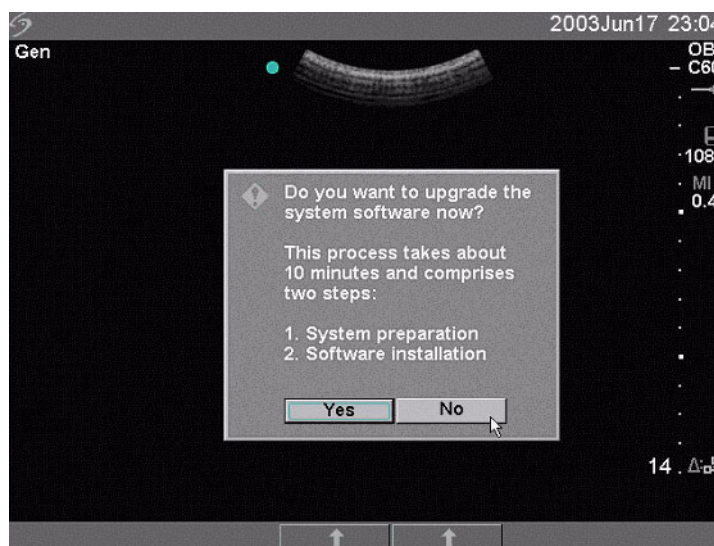 2003Jun17 23:04
Gen
OB
C60
108
MI
0.4
Do you want to upgrade the
system software now?
This process takes about
10 minutes and comprises
two steps:
1. System preparation
2. Software installation
Yes
No
14